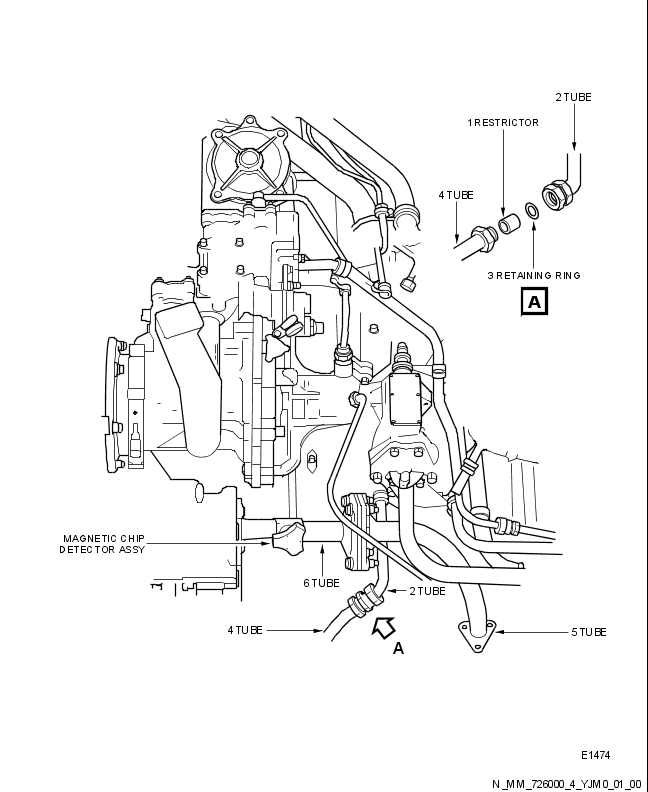 2 TUBE
1 RESTRICTOR
4 TUBE
3 RETAINING RING
A
MAGNETIC CHIP
DETECTOR ASSY
6 TUBE
2 TUBE
4 TUBE
5 TUBE
A
E1474
N_MM_726000_4_YJM0_01_00